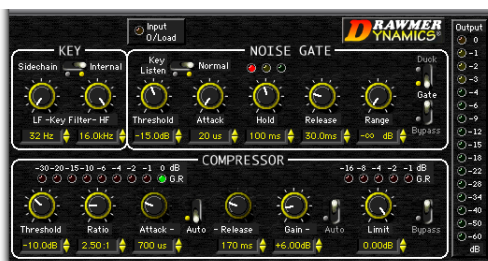 Input
O/Load
DRAWMER
DYNAMICS®
Output
0
-1
-2
-3
-4
-6
-9
-12
-15
-18
-22
-28
-34
-40
-50
-60
dB
KEY
Sidechain Internal
LF -Key Filter- HF
32 Hz 16.0kHz
NOISE GATE
Key
Listen Normal
Duck
Gate
Bypass
Threshold Attack Hold Release Range
-15.0dB 20 us 100 ms 30.0ms -∞ dB
COMPRESSOR
-30-20-15-10 -6 -4 -2 -1 0 dB
G.R
-16 -8 -4 -2 -1 dB
G.R
Threshold Ratio Attack - Auto - Release Gain - Auto Limit Bypass
-10.0dB 2.50:1 700 us 170 ms +6.00dB 0.00dB